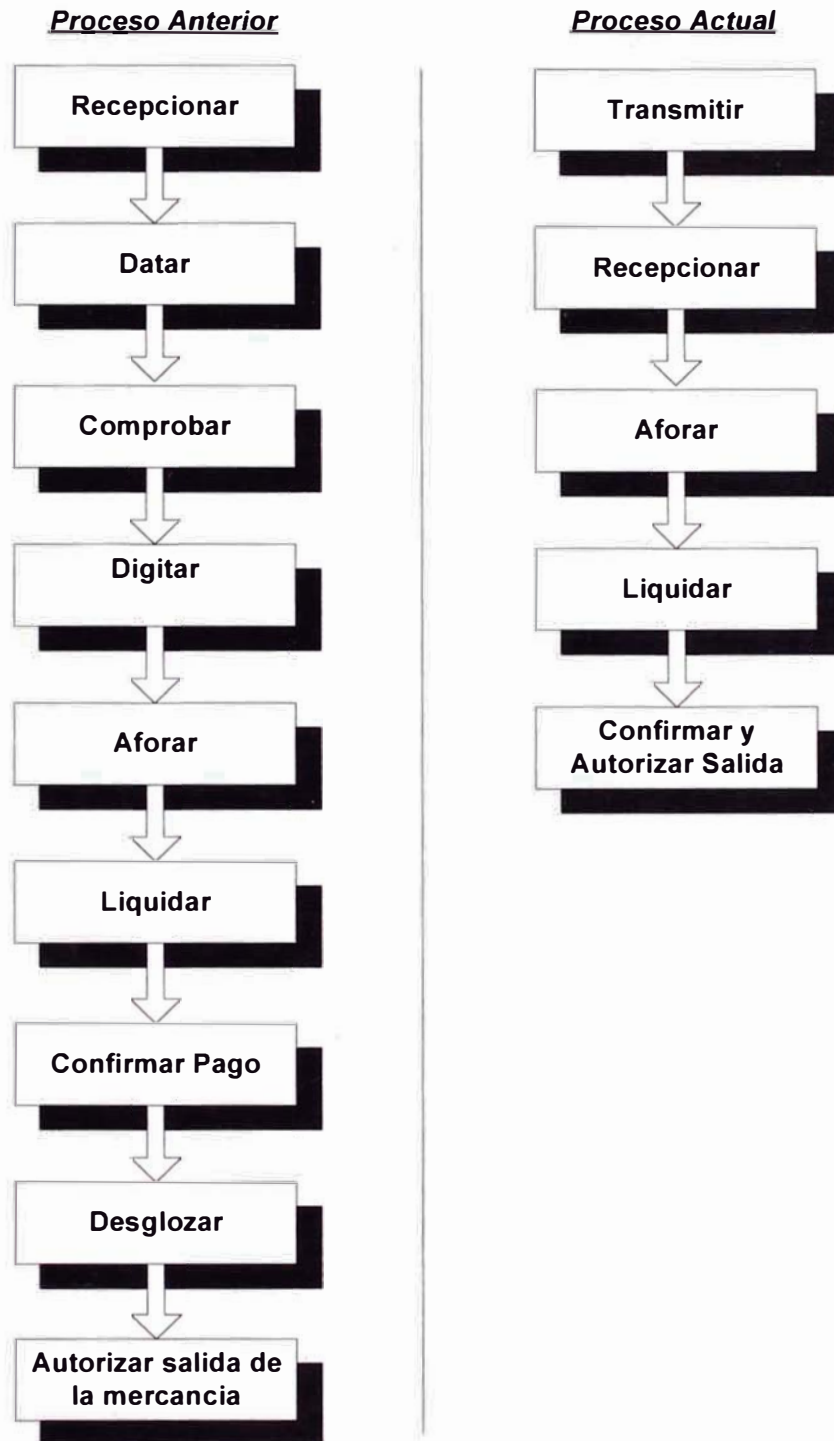 Proceso Anterior
Recepcionar
Datar
Comprobar
Digitar
Aforar
Liquidar
Confirmar Pago
Desglozar
Autorizar salida de
la mercancia
Proceso Actual
Transmitir
Recepcionar
Aforar
Liquidar
Confirmar y
Autorizar Salida